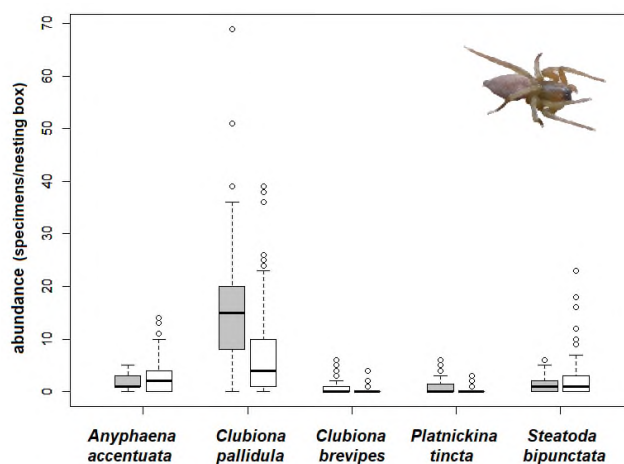 abundance (specimens/nesting box)
70
60
50
40
30
20
10
0
Anyphaena
accentuata
Clubiona
pallidula
Clubiona
brevipes
Platnickina
tincta
Steatoda
bipunctata